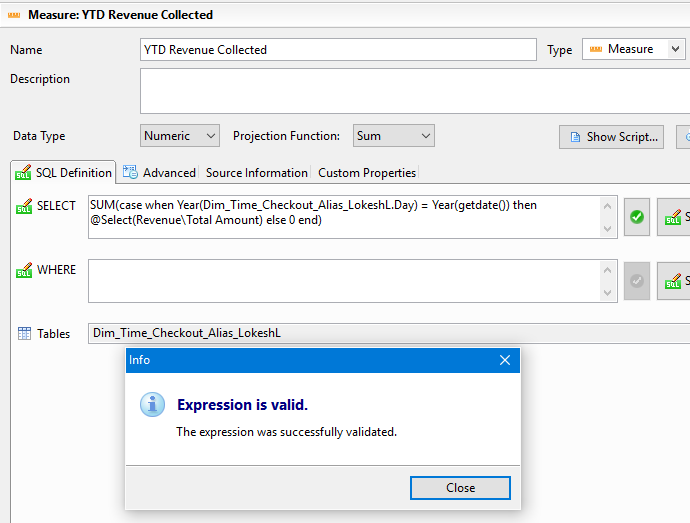 Measure: YTD Revenue Collected
Name
YTD Revenue Collected
Type
Measure
Description
Data Type
Numeric
Projection Function:
Sum
Show Script...
SQL Definition
Advanced
Source Information
Custom Properties
SELECT
SUM(case when Year(Dim_Time_Checkout_Alias_LokeshL.Day) = Year(getdate()) then
@Select(Revenue\Total Amount) else 0 end)
SQL
S
WHERE
SQL
S
Tables
Dim_Time_Checkout_Alias_LokeshL
Info
Expression is valid.
The expression was successfully validated.
Close